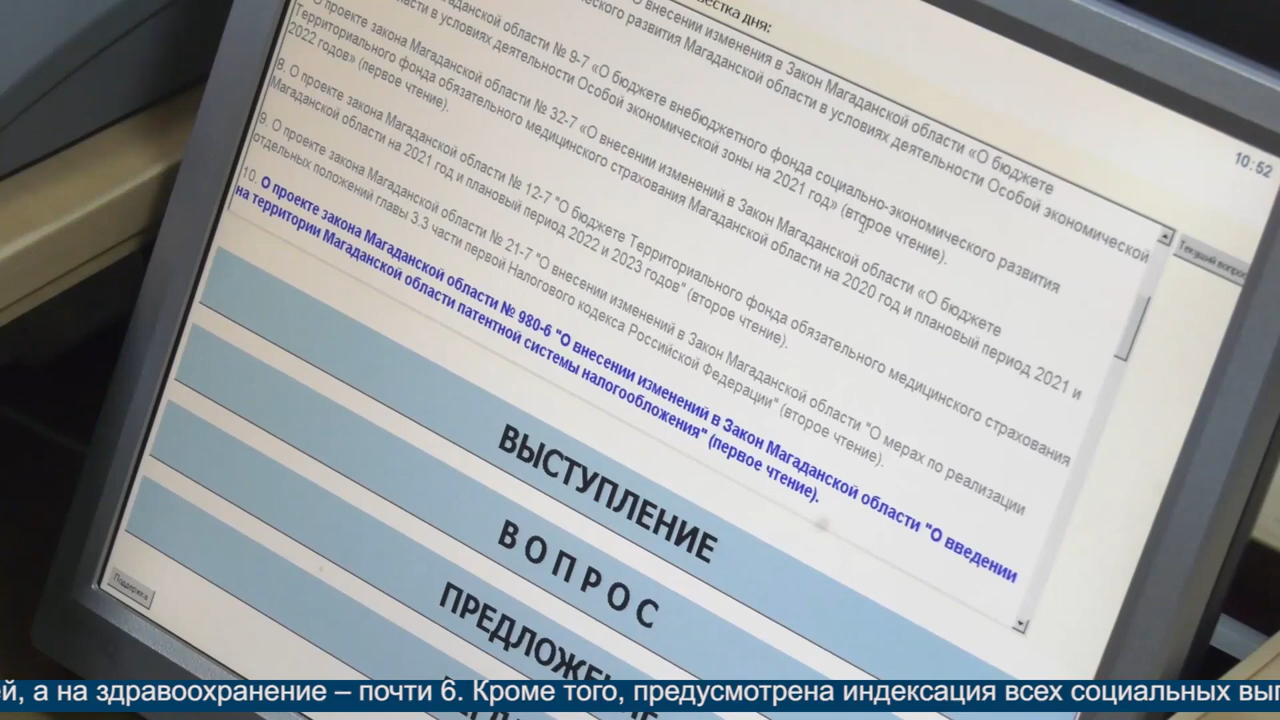 естка дня:
10:52
О внесении изменения в Закон Магаданской области «О бюджете
ческого развития Магаданской области в условиях деятельности Особой экономической
агаданской области № 9-7 «О бюджете внебюджетного фонда социально-экономического развития
асти в условиях деятельности Особой экономической зоны на 2021 год» (второе чтение).
О проекте закона Магаданской области № 32-7 «О внесении изменений в Закон Магаданской области «О бюджете
Территориального фонда обязательного медицинского страхования Магаданской области на 2020 год и плановый период 2021 и
2022 годов» (первое чтение).
8. О проекте закона Магаданской области № 12-7 "О бюджете Территориального фонда обязательного медицинского страхования
Магаданской области на 2021 год и плановый период 2022 и 2023 годов" (второе чтение).
9. О проекте закона Магаданской области № 21-7 "О внесении изменений в Закон Магаданской области "О мерах по реализации
отдельных положений главы 3.3 части первой Налогового кодекса Российской Федерации" (второе чтение).
10. О проекте закона Магаданской области № 980-6 "О внесении изменений в Закон Магаданской области "О введении
на территории Магаданской области патентной системы налогообложения" (первое чтение).
Текущий вопрос
ВЫСТУПЛЕНИЕ
ВОПРОС
ПРЕДЛОЖЕНИЕ
Поддержка
ей, а на здравоохранение – почти 6. Кроме того, предусмотрена индексация всех социальных вып